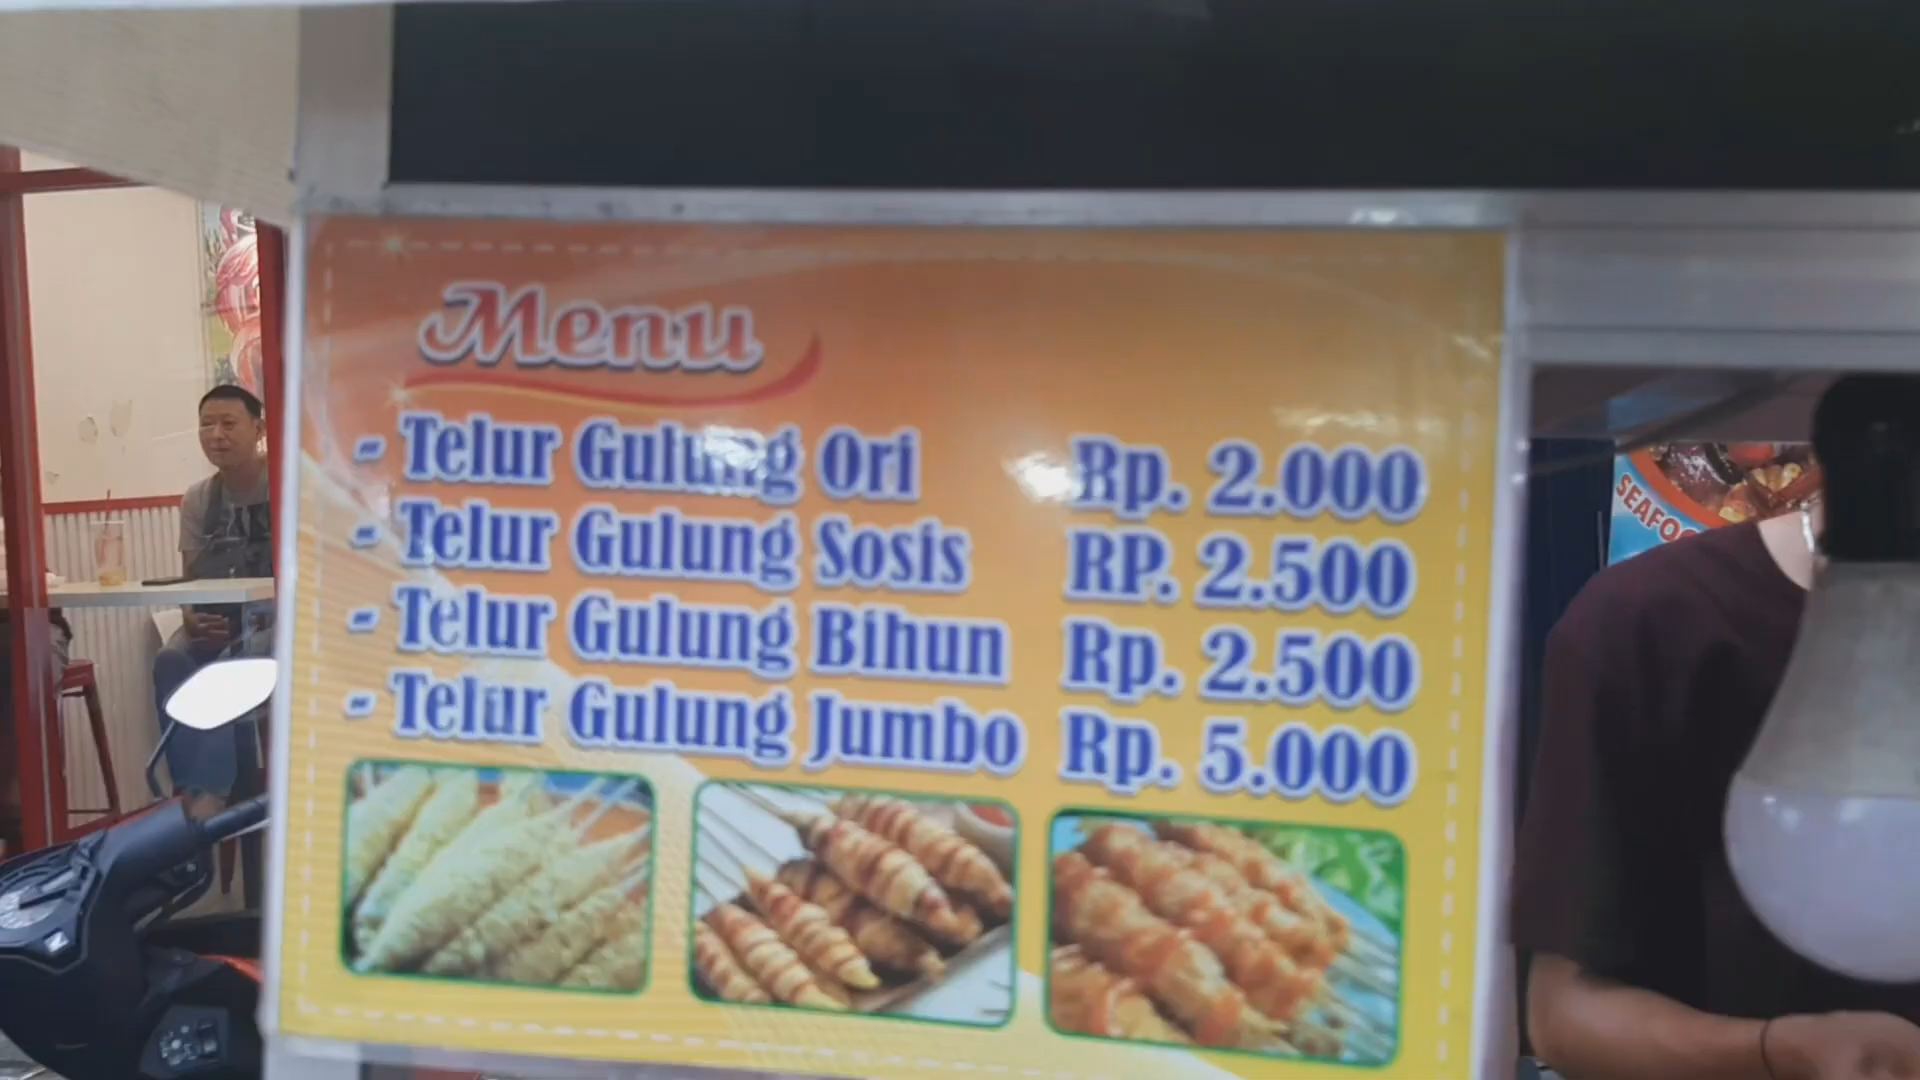 Menu
- Telur Gulung Ori Rp. 2.000
- Telur Gulung Sosis RP. 2.500
- Telur Gulung Bihun Rp. 2.500
- Telur Gulung Jumbo Rp. 5.000